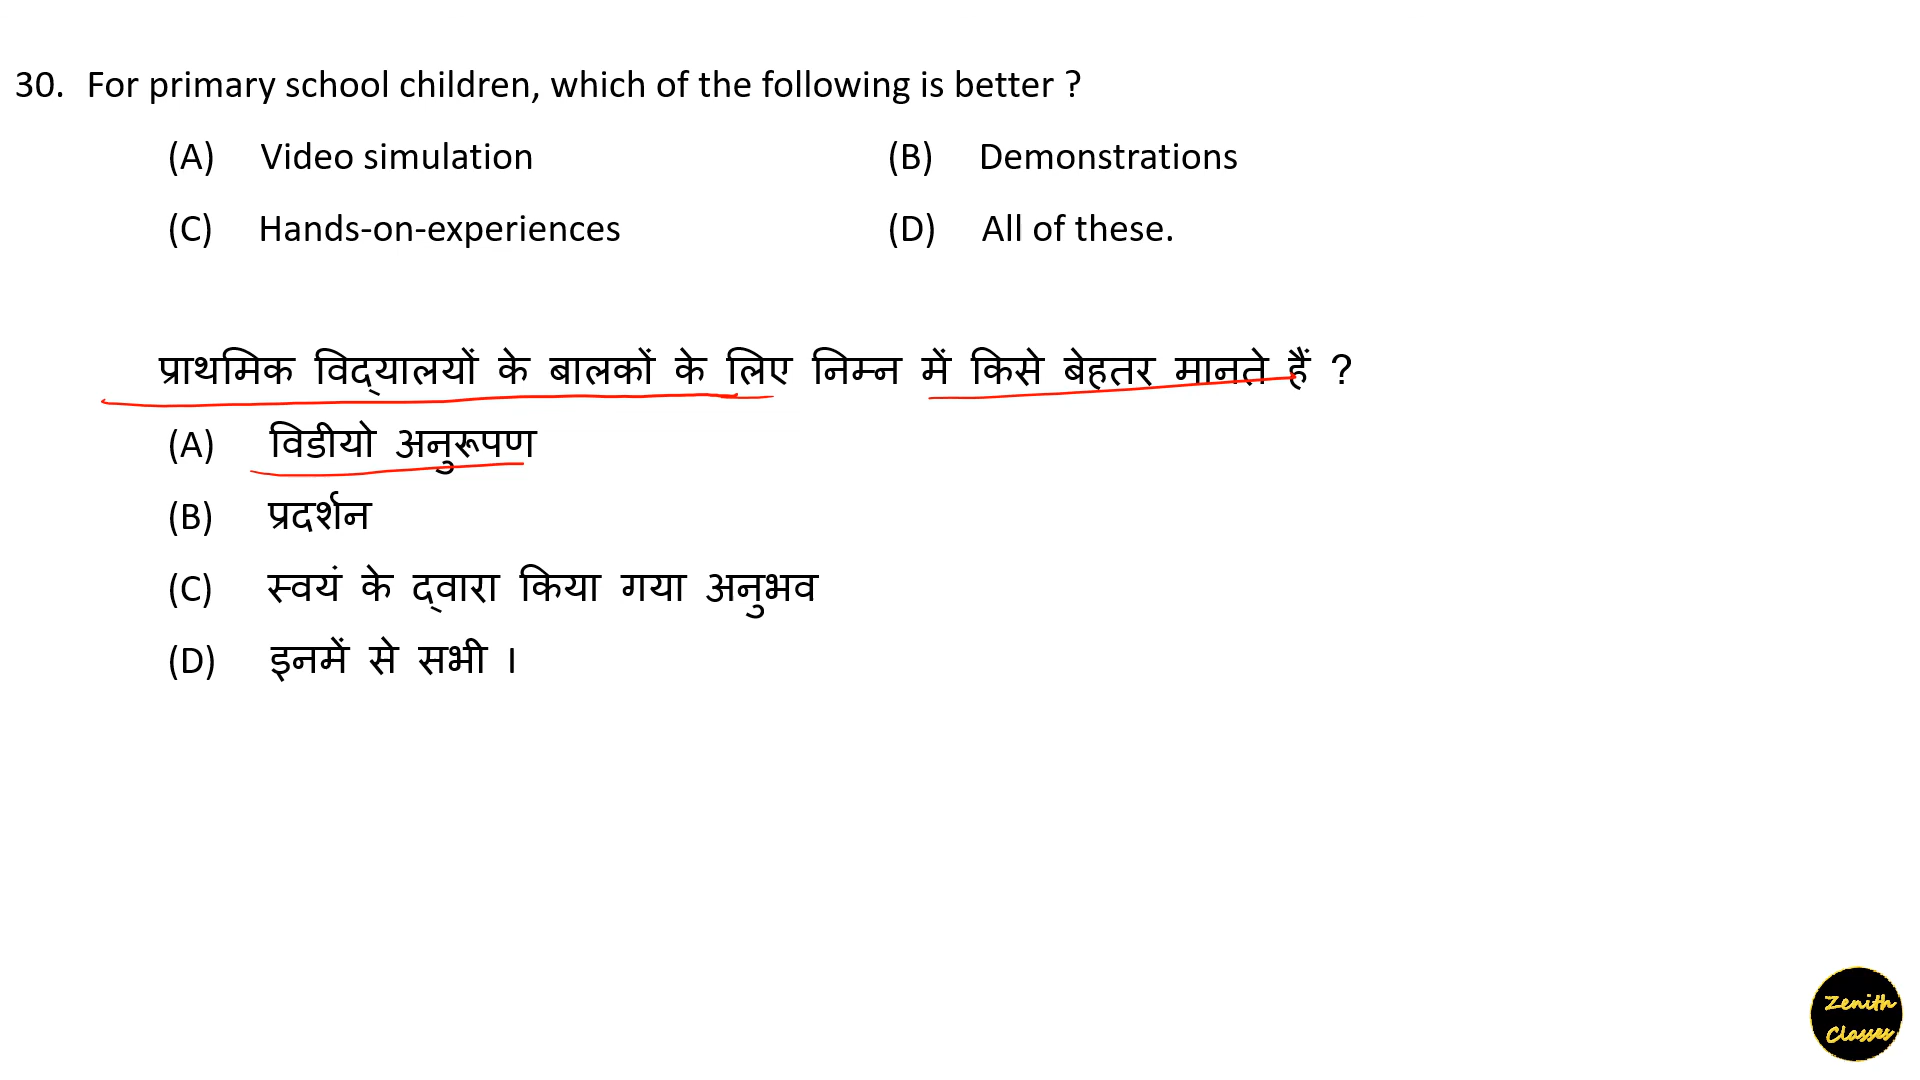 30. For primary school children, which of the following is better ?
(A) Video simulation (B) Demonstrations
(C) Hands-on-experiences (D) All of these.
प्राथमिक विद्यालयों के बालकों के लिए निम्न में किसे बेहतर मानते हैं ?
(A) विडीयो अनुरूपण
(B) प्रदर्शन
(C) स्वयं के द्वारा किया गया अनुभव
(D) इनमें से सभी ।
Zenith
Classes